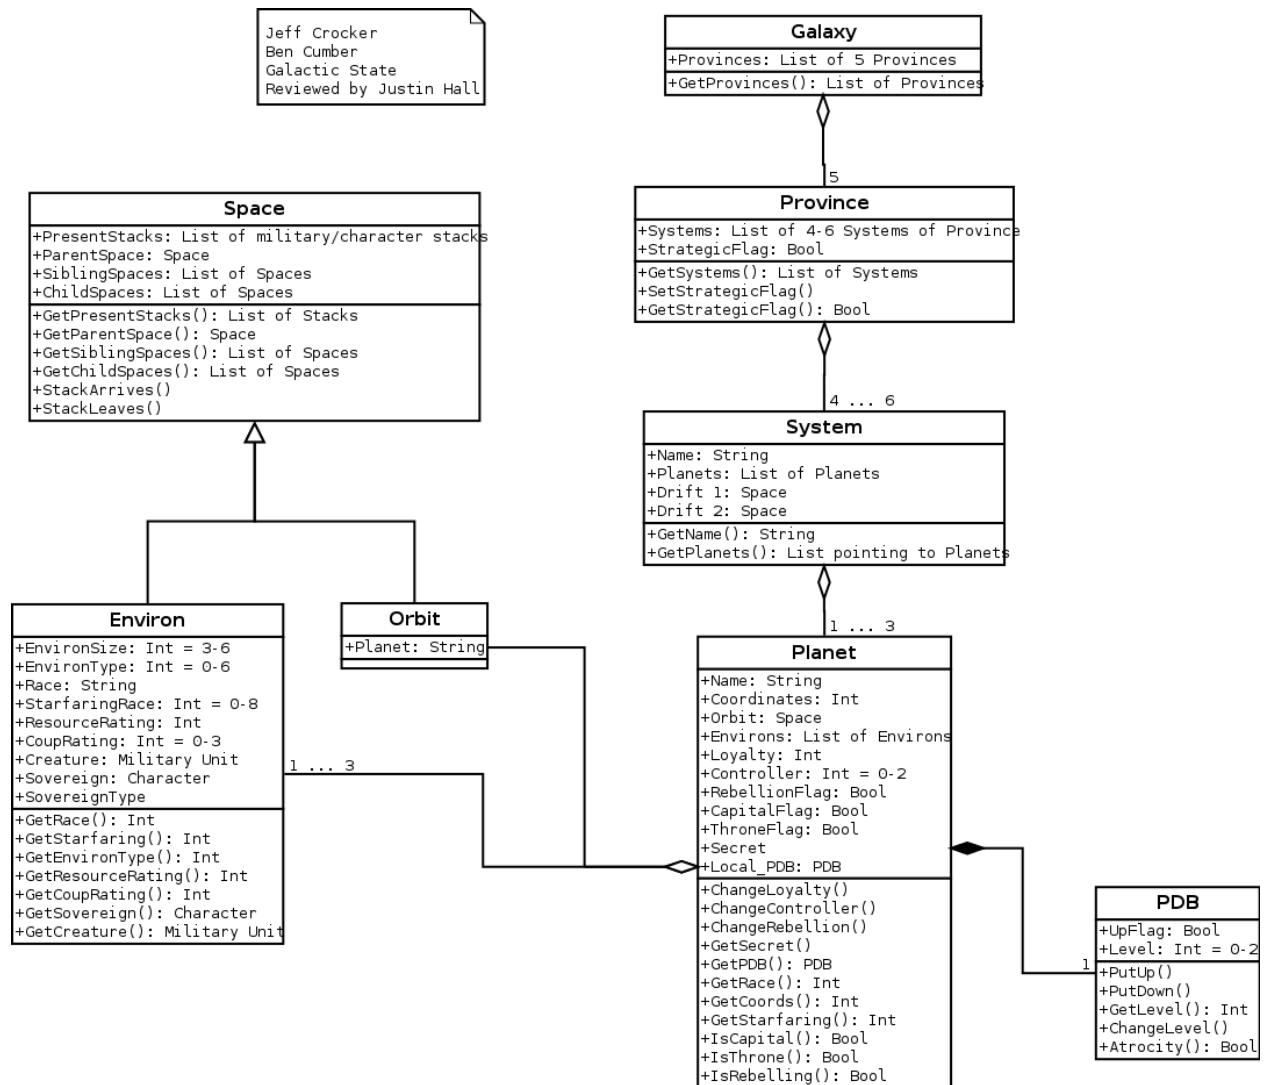 Jeff Crocker
Ben Cumber
Galactic State
Reviewed by Justin Hall
Galaxy
+Provinces: List of 5 Provinces
+GetProvinces(): List of Provinces
5
Province
+Systems: List of 4-6 Systems of Province
+StrategicFlag: Bool
+GetSystems(): List of Systems
+SetStrategicFlag()
+GetStrategicFlag(): Bool
Space
+PresentStacks: List of military/character stacks
+ParentSpace: Space
+SiblingSpaces: List of Spaces
+ChildSpaces: List of Spaces
+GetPresentStacks(): List of Stacks
+GetParentSpace(): Space
+GetSiblingSpaces(): List of Spaces
+GetChildSpaces(): List of Spaces
+StackArrives()
+StackLeaves()
4 ... 6
System
+Name: String
+Planets: List of Planets
+Drift 1: Space
+Drift 2: Space
+GetName(): String
+GetPlanets(): List pointing to Planets
1 ... 3
Environ
+EnvironSize: Int = 3-6
+EnvironType: Int = 0-6
+Race: String
+StarfaringRace: Int = 0-8
+ResourceRating: Int
+CoupRating: Int = 0-3
+Creature: Military Unit
+Sovereign: Character
+SovereignType
+GetRace(): Int
+GetStarfaring(): Int
+GetEnvironType(): Int
+GetResourceRating(): Int
+GetCoupRating(): Int
+GetSovereign(): Character
+GetCreature(): Military Unit
1 ... 3
Orbit
+Planet: String
Planet
+Name: String
+Coordinates: Int
+Orbit: Space
+Environs: List of Environs
+Loyalty: Int
+Controller: Int = 0-2
+RebellionFlag: Bool
+CapitalFlag: Bool
+ThroneFlag: Bool
+Secret
+Local_PDB: PDB
+ChangeLoyalty()
+ChangeController()
+ChangeRebellion()
+GetSecret()
+GetPDB(): PDB
+GetRace(): Int
+GetCoords(): Int
+GetStarfaring(): Int
+IsCapital(): Bool
+IsThrone(): Bool
+IsRebelling(): Bool
1
PDB
+UpFlag: Bool
+Level: Int = 0-2
+PutUp()
+PutDown()
+GetLevel(): Int
+ChangeLevel()
+Atrocity(): Bool